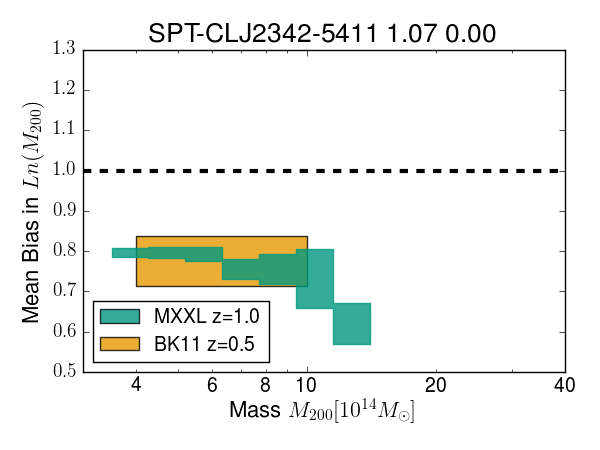 SPT-CLJ2342-5411 1.07 0.00
1.3
1.2
1.1
1.0
0.9
0.8
0.7
0.6
0.5
Mean Bias in Ln(M200)
MXXL z=1.0
BK11 z=0.5
4 6 8 10 20 40
Mass M200[10^14 M⊙]